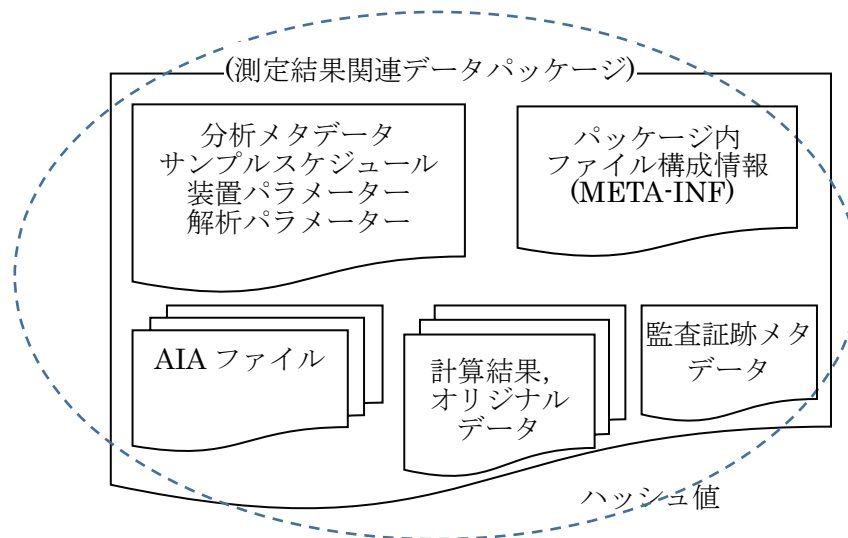 (測定結果関連データパッケージ)
分析メタデータ
サンプルスケジュール
装置パラメーター
解析パラメーター
パッケージ内
ファイル構成情報
(META-INF)
AIA ファイル
計算結果,
オリジナル
データ
監査証跡メタ
データ
ハッシュ値